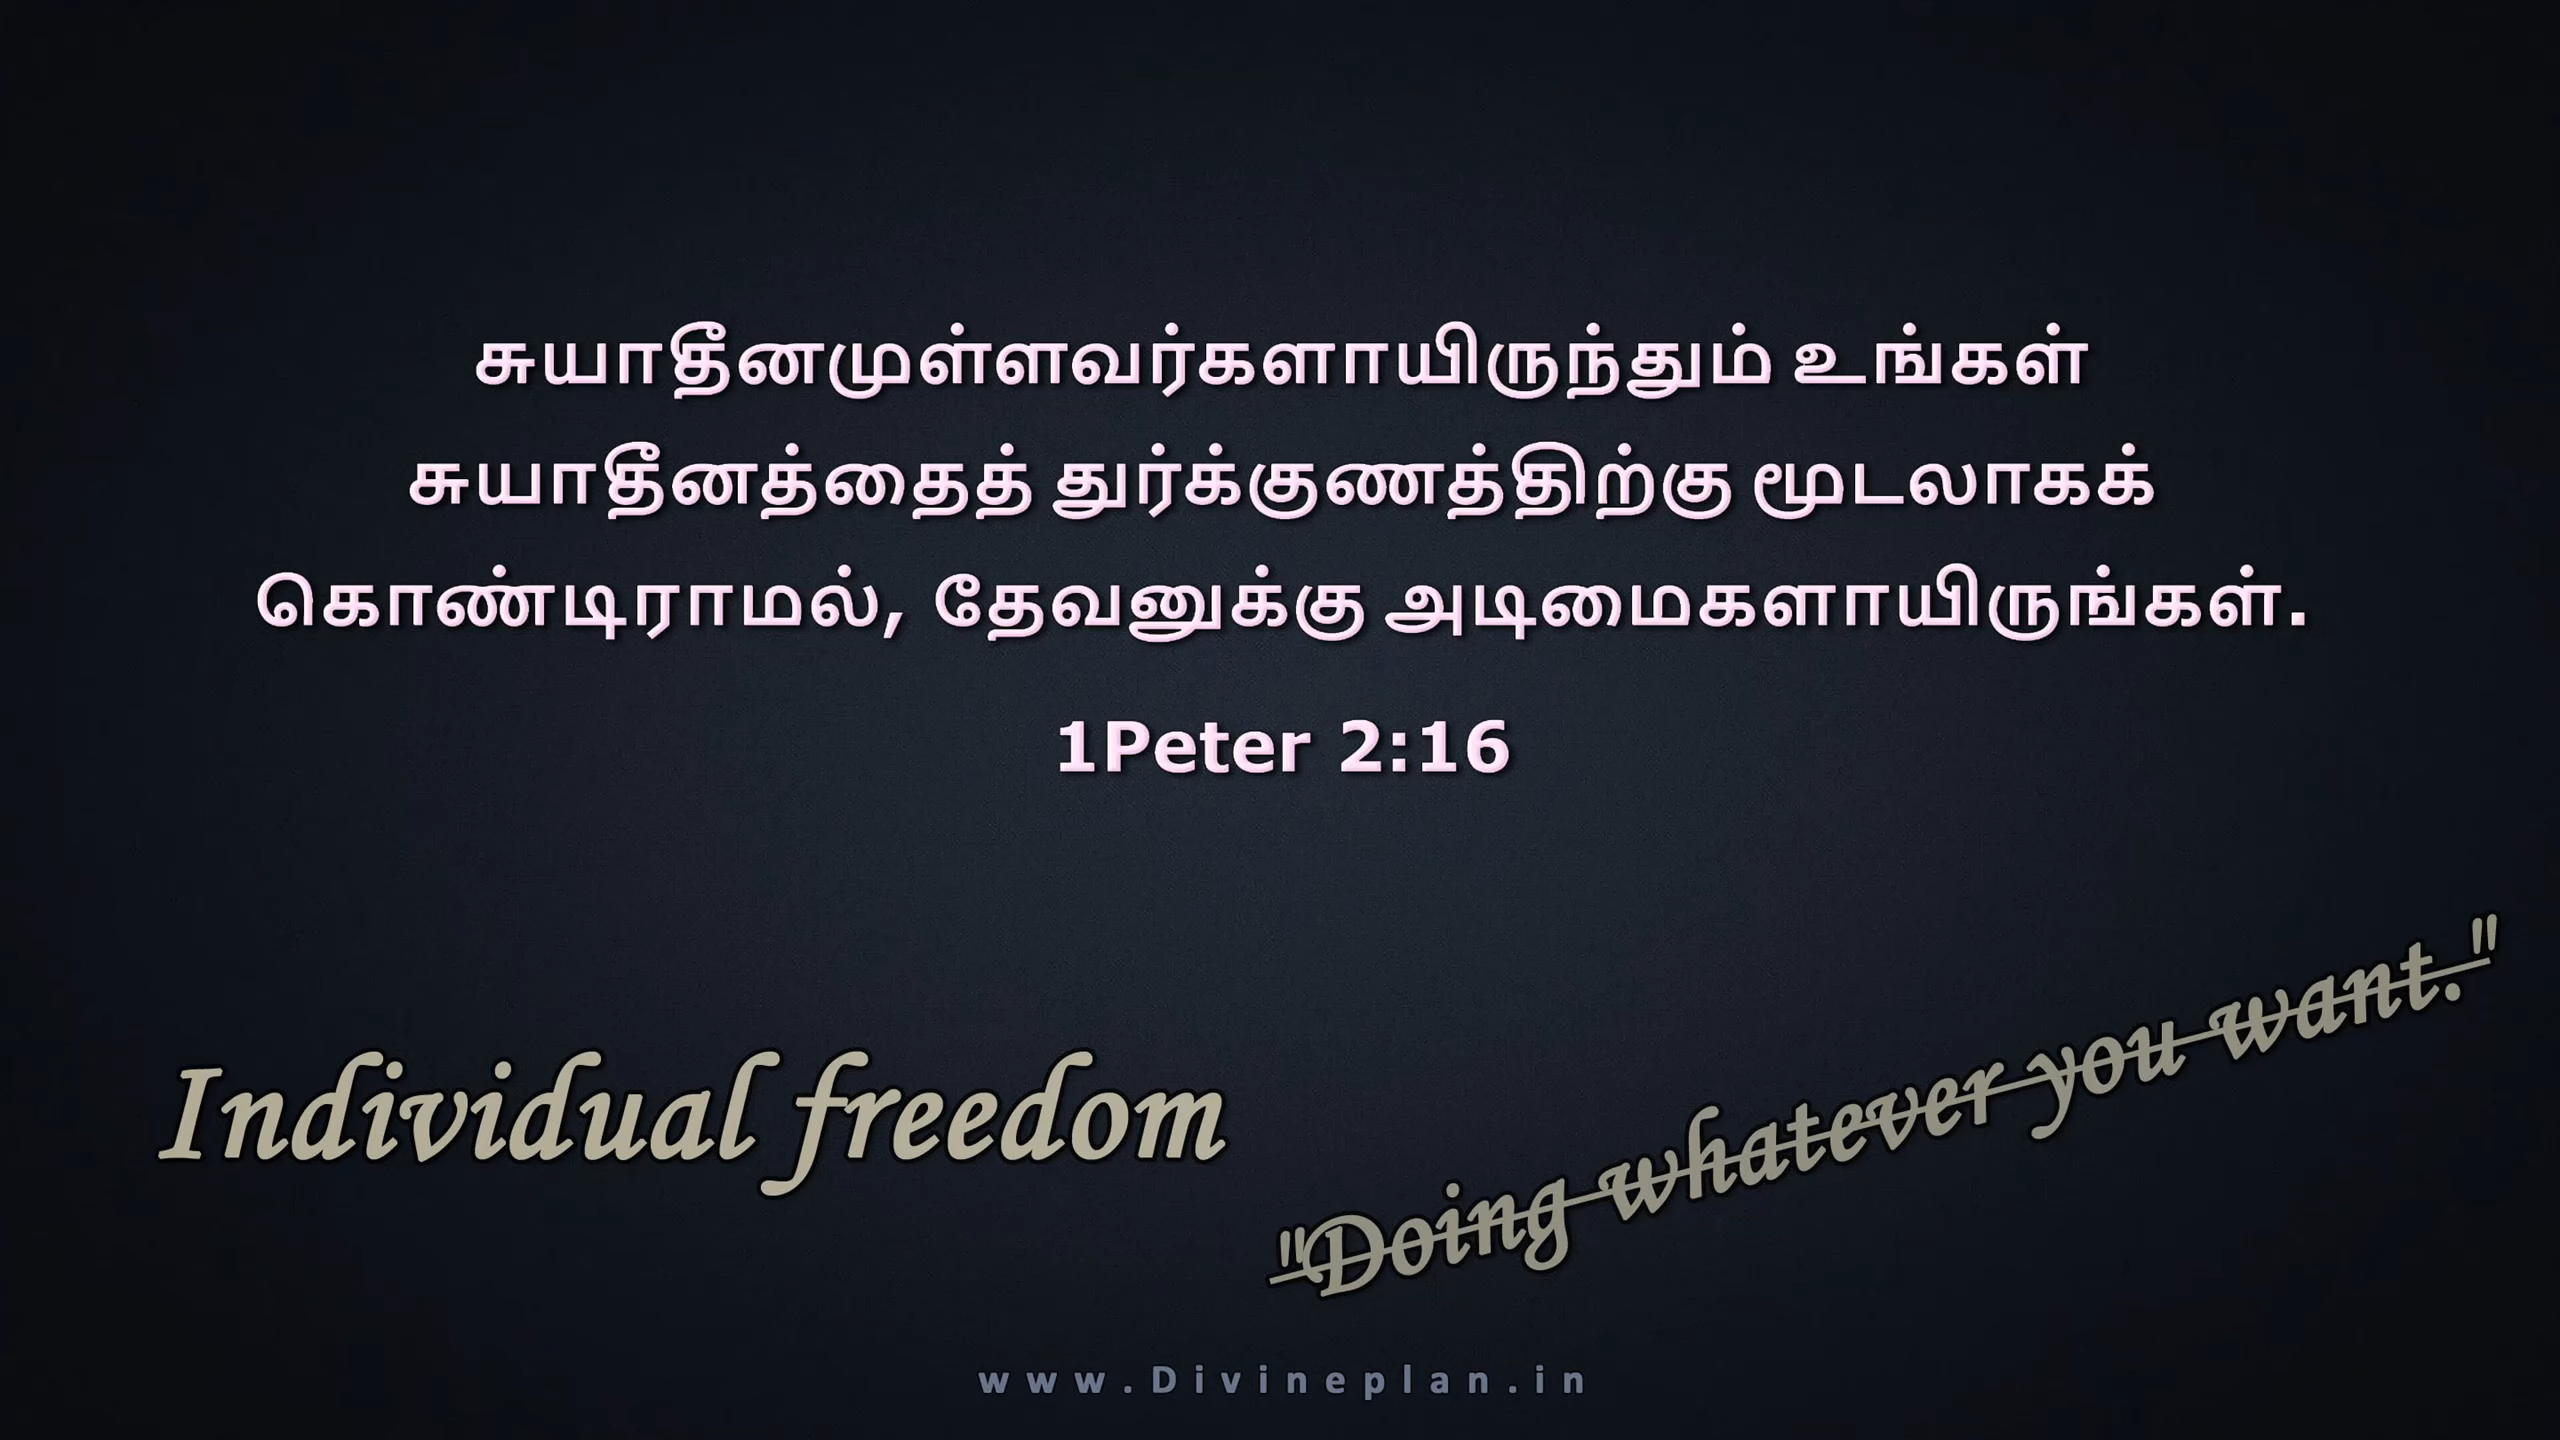 சுயாதீனமுள்ளவர்களாயிருந்தும் உங்கள்
சுயாதீனத்தைத் துர்க்குணத்திற்கு மூடலாகக்
கொண்டிராமல், தேவனுக்கு அடிமைகளாயிருங்கள்.
1Peter 2:16
Individual freedom
"Doing whatever you want."
www.Divineplan.in